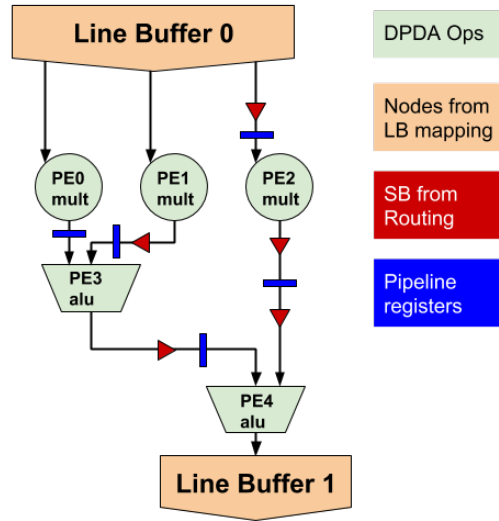 Line Buffer 0
DPDA Ops
Nodes from
LB mapping
SB from
Routing
Pipeline
registers
PE0
mult
PE1
mult
PE2
mult
PE3
alu
PE4
alu
Line Buffer 1